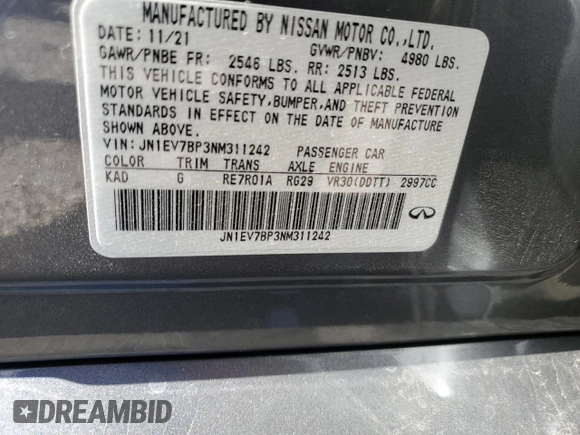 MANUFACTURED BY NISSAN MOTOR CO.,LTD.
DATE: 11/21 GVWR/PNBV: 4980 LBS.
GAWR/PNBE FR: 2546 LBS. RR: 2513 LBS.
THIS VEHICLE CONFORMS TO ALL APPLICABLE FEDERAL
MOTOR VEHICLE SAFETY, BUMPER, AND THEFT PREVENTION
STANDARDS IN EFFECT ON THE DATE OF MANUFACTURE
SHOWN ABOVE.
VIN: JN1EV7BP3NM311242 PASSENGER CAR
COLOR TRIM TRANS AXLE ENGINE
KAD G RE7R01A RG29 VR30(DDTT) 2997CC
JN1EV7BP3NM311242
DREAMBID